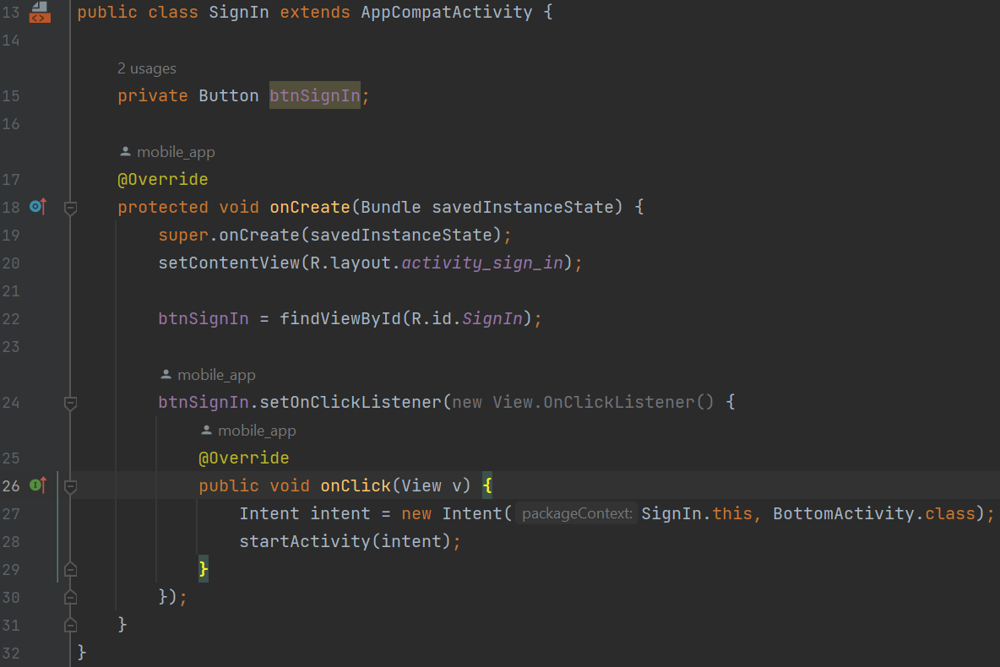 13 public class SignIn extends AppCompatActivity {
14
2 usages
15 private Button btnSignIn;
16
mobile_app
17 @Override
18 protected void onCreate(Bundle savedInstanceState) {
19 super.onCreate(savedInstanceState);
20 setContentView(R.layout.activity_sign_in);
21
22 btnSignIn = findViewById(R.id.SignIn);
23
mobile_app
24 btnSignIn.setOnClickListener(new View.OnClickListener() {
mobile_app
25 @Override
26 public void onClick(View v) {
27 Intent intent = new Intent( packageContext: SignIn.this, BottomActivity.class);
28 startActivity(intent);
29 }
30 });
31 }
32 }